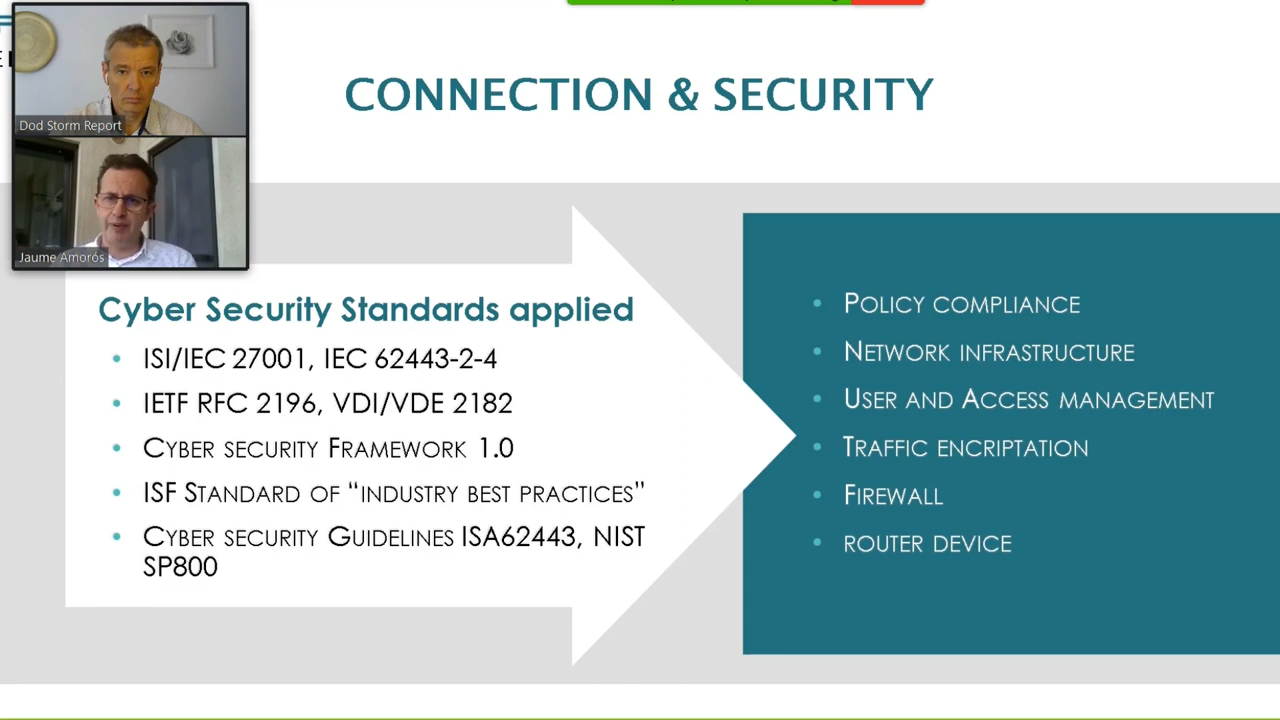 Dod Storm Report
Jaume Amorós
CONNECTION & SECURITY
Cyber Security Standards applied
• ISI/IEC 27001, IEC 62443-2-4
• IETF RFC 2196, VDI/VDE 2182
• CYBER SECURITY FRAMEWORK 1.0
• ISF STANDARD OF “INDUSTRY BEST PRACTICES”
• CYBER SECURITY GUIDELINES ISA62443, NIST
SP800
• POLICY COMPLIANCE
• NETWORK INFRASTRUCTURE
• USER AND ACCESS MANAGEMENT
• TRAFFIC ENCRIPTATION
• FIREWALL
• ROUTER DEVICE